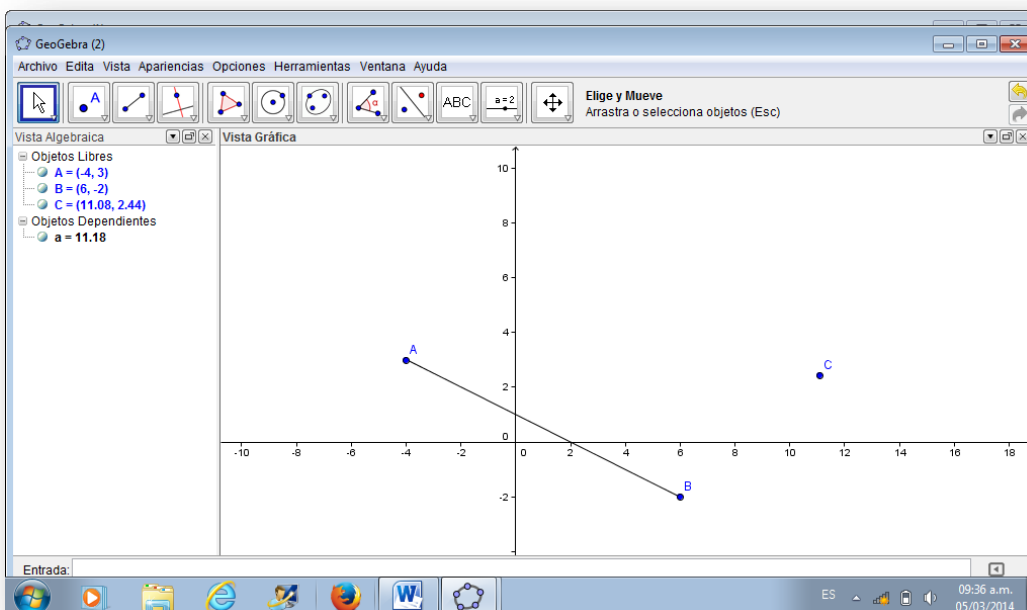 GeoGebra (2)
Archivo Edita Vista Apariencias Opciones Herramientas Ventana Ayuda
A
α
ABC
a=2
Elige y Mueve
Arrastra o selecciona objetos (Esc)
Vista Algebraica
Vista Gráfica
Objetos Libres
A = (-4, 3)
B = (6, -2)
C = (11.08, 2.44)
Objetos Dependientes
a = 11.18
10
8
6
4
A
C
2
0
-10 -8 -6 -4 -2 0 2 4 6 8 10 12 14 16 18
B
-2
Entrada:
W
ES
09:36 a.m.
05/03/2014